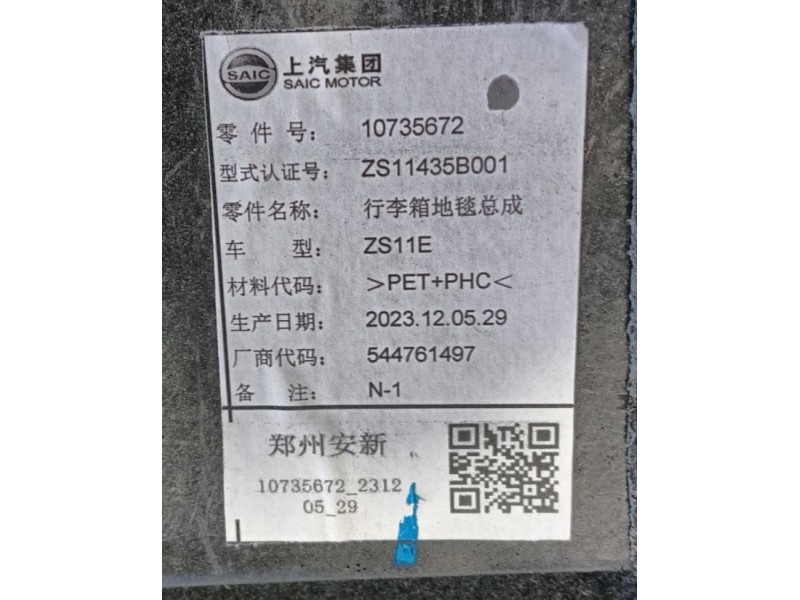 SAIC 上汽集团
SAIC MOTOR
零 件 号： 10735672
型式认证号： ZS11435B001
零件名称： 行李箱地毯总成
车 型： ZS11E
材料代码： >PET+PHC<
生产日期： 2023.12.05.29
厂商代码： 544761497
备 注： N-1
郑州安新
10735672_2312
05_29